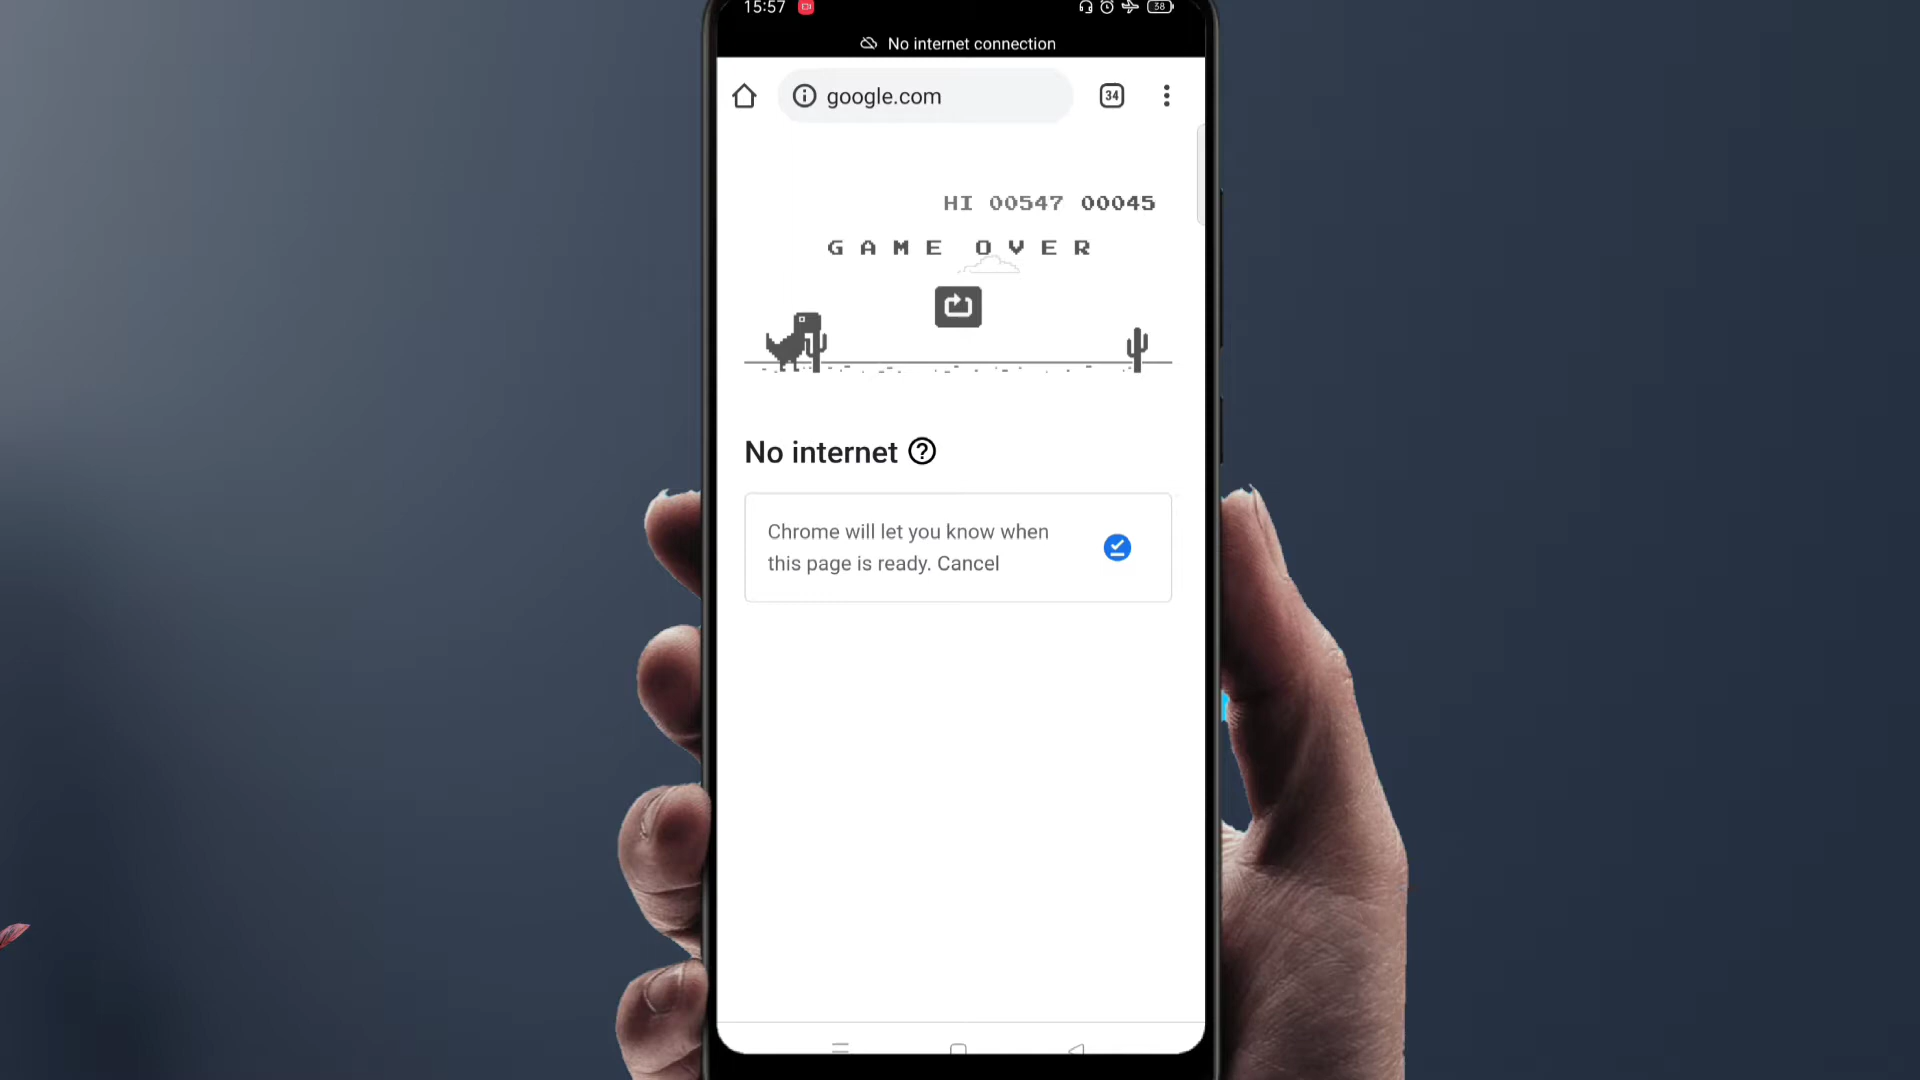 15:57
38
No internet connection
google.com
34
HI 00547 00045
GAME OVER
No internet
Chrome will let you know when
this page is ready. Cancel